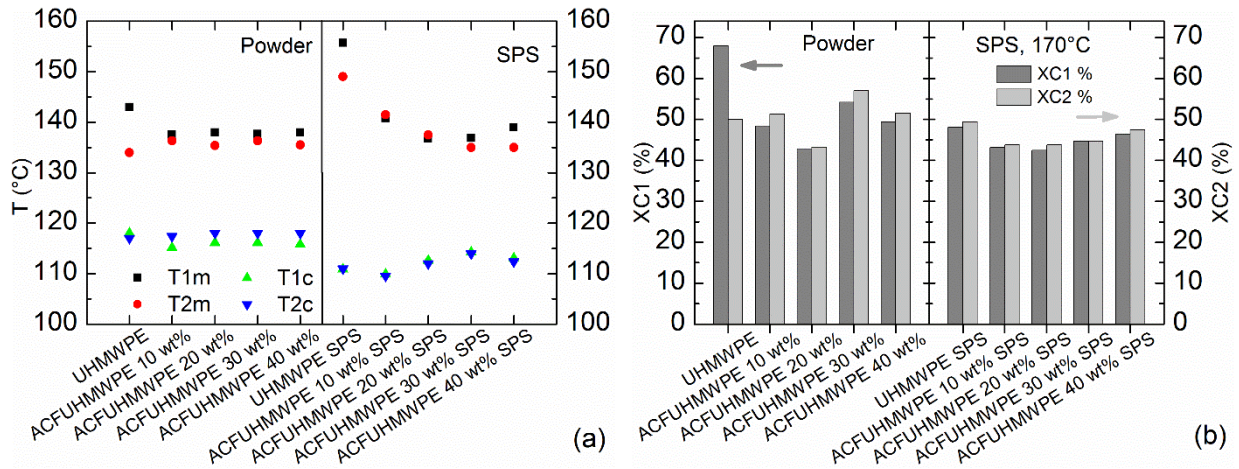 160
150
140
130
120
110
100
T (°C)
Powder
SPS
T1m
T1c
T2m
T2c
160
150
140
130
120
110
100
UHMWPE
ACFUHMWPE 10 wt%
ACFUHMWPE 20 wt%
ACFUHMWPE 30 wt%
ACFUHMWPE 40 wt%
UHMWPE SPS
ACFUHMWPE 10 wt% SPS
ACFUHMWPE 20 wt% SPS
ACFUHMWPE 30 wt% SPS
ACFUHMWPE 40 wt% SPS
(a)
70
60
50
40
30
20
10
0
XC1 (%)
Powder
SPS, 170°C
XC1 %
XC2 %
70
60
50
40
30
20
10
0
XC2 (%)
UHMWPE
ACFUHMWPE 10 wt%
ACFUHMWPE 20 wt%
ACFUHMWPE 30 wt%
ACFUHMWPE 40 wt%
UHMWPE SPS
ACFUHMWPE 10 wt% SPS
ACFUHMWPE 20 wt% SPS
ACFUHMWPE 30 wt% SPS
ACFUHMWPE 40 wt% SPS
(b)